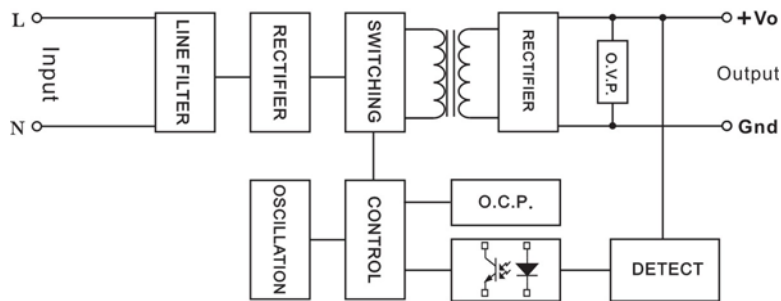 L
N
Input
LINE FILTER
RECTIFIER
SWITCHING
RECTIFIER
O.V.P.
+Vo
Output
Gnd
OSCILLATION
CONTROL
O.C.P.
DETECT